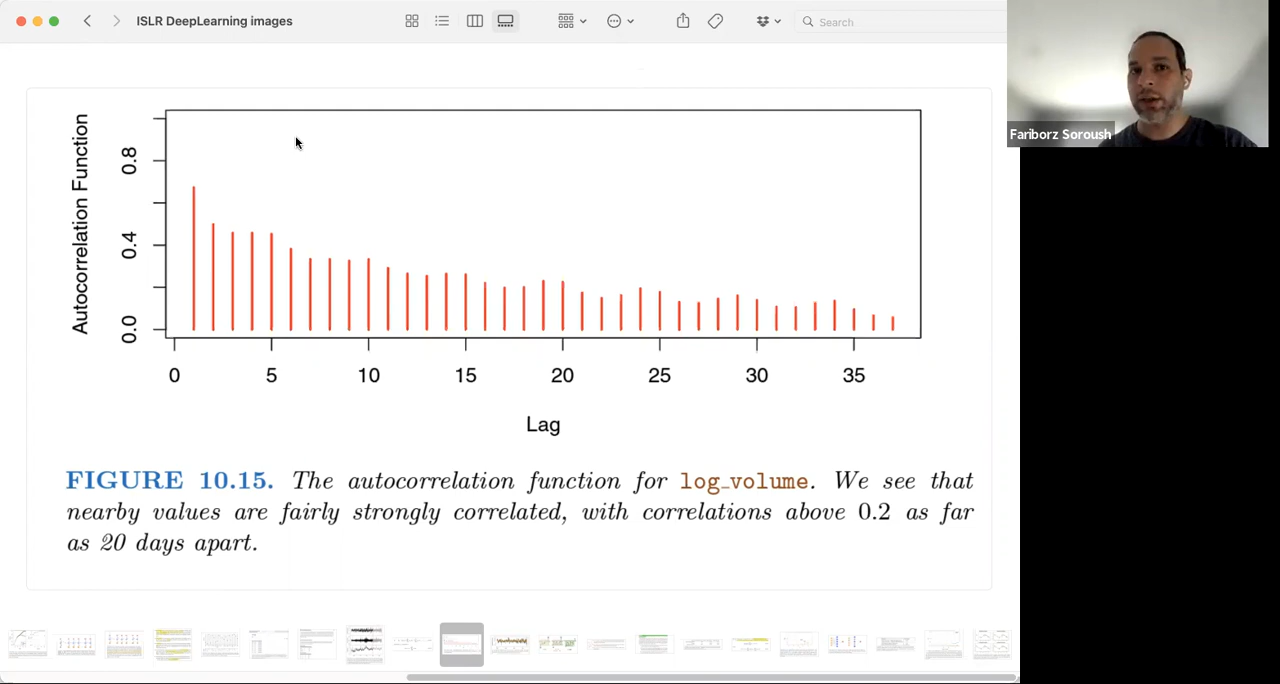 ISLR DeepLearning images
Search
Fariborz Soroush
Autocorrelation Function
0.0 0.4 0.8
0 5 10 15 20 25 30 35
Lag
FIGURE 10.15. The autocorrelation function for log_volume. We see that
nearby values are fairly strongly correlated, with correlations above 0.2 as far
as 20 days apart.